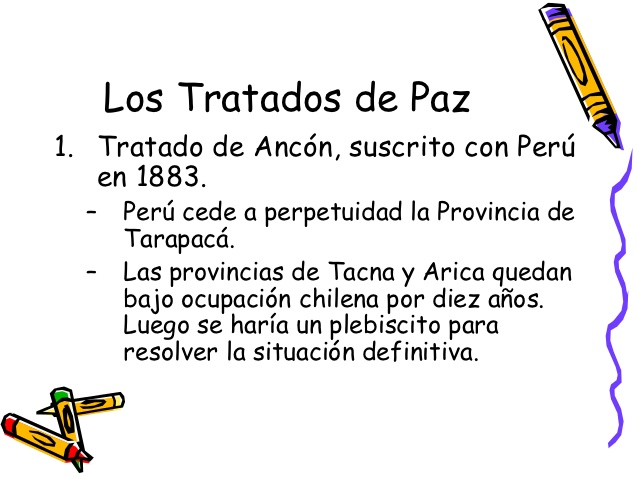 Los Tratados de Paz
1. Tratado de Ancón, suscrito con Perú
en 1883.
– Perú cede a perpetuidad la Provincia de
Tarapacá.
– Las provincias de Tacna y Arica quedan
bajo ocupación chilena por diez años.
Luego se haría un plebiscito para
resolver la situación definitiva.